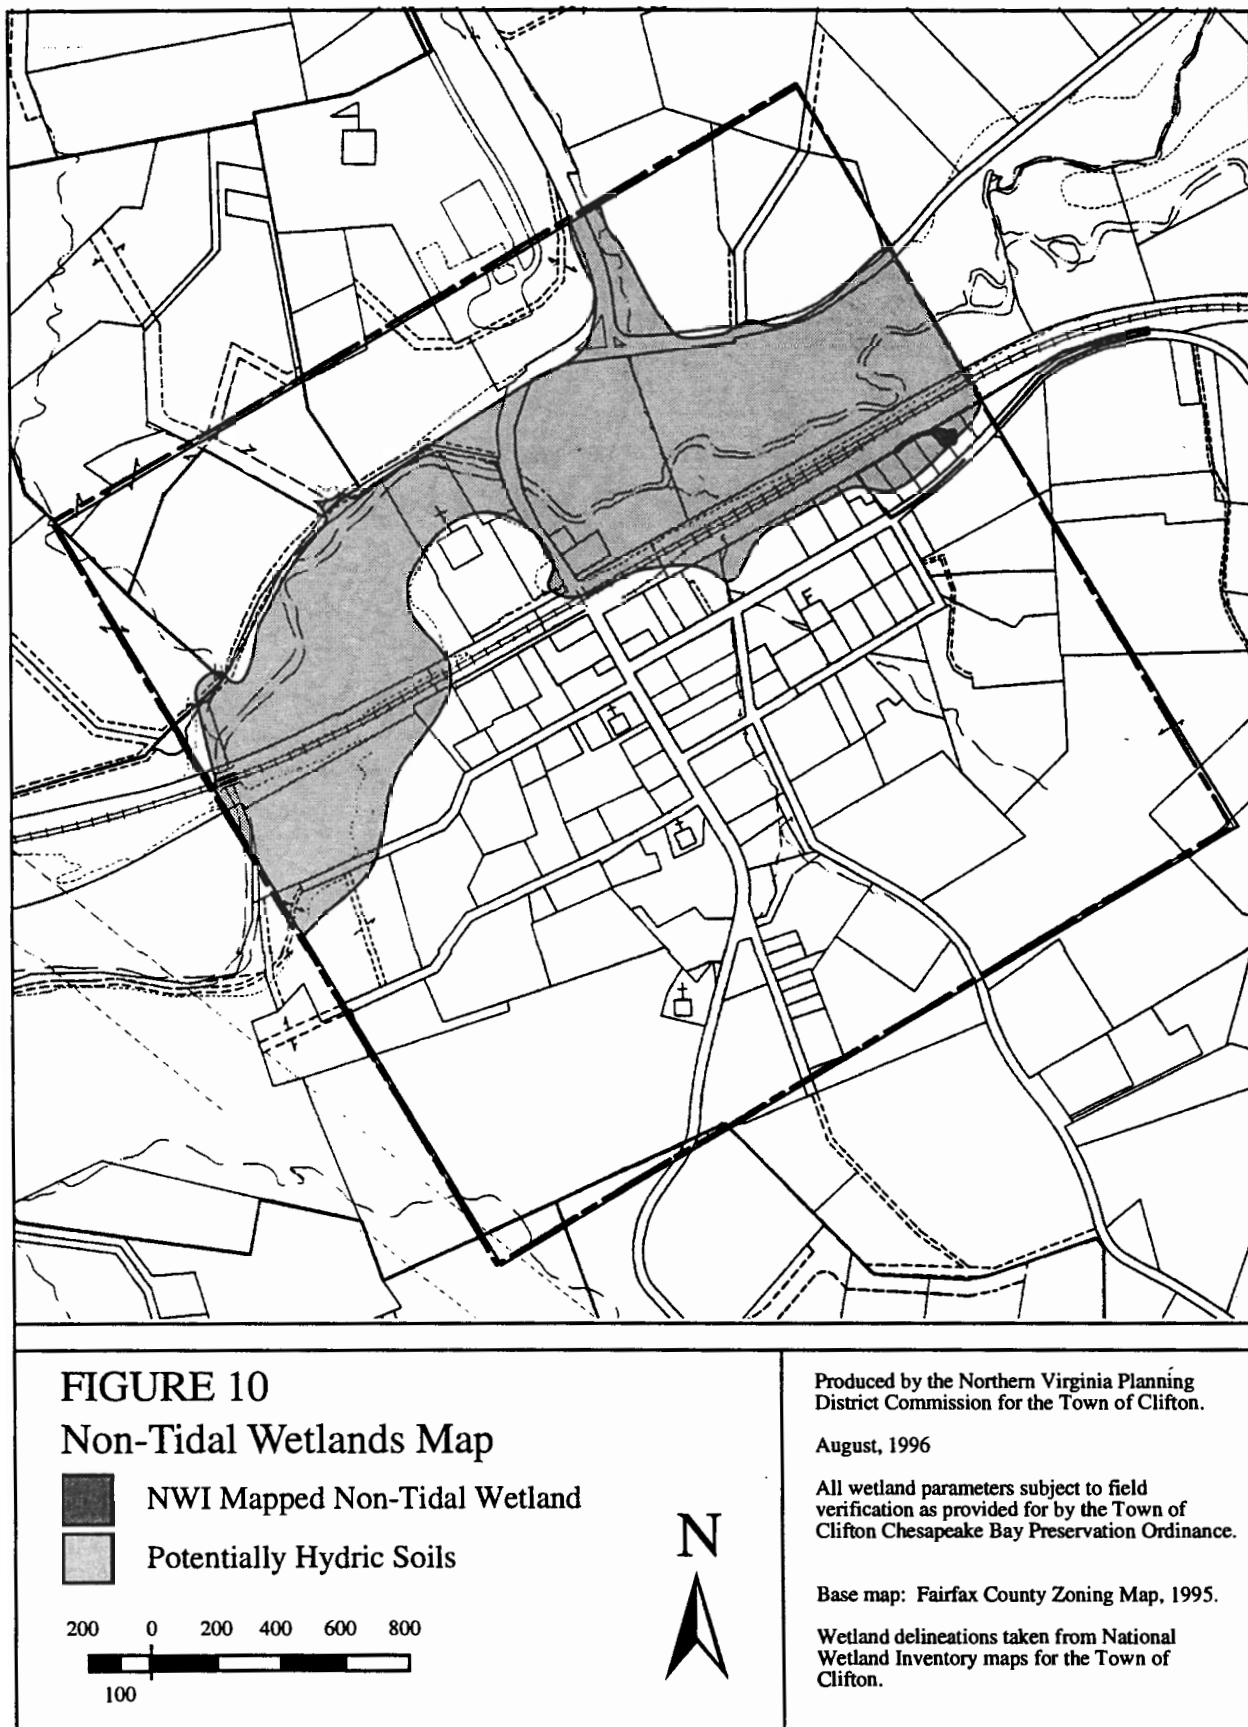 F
FIGURE 10
Non-Tidal Wetlands Map
NWI Mapped Non-Tidal Wetland
Potentially Hydric Soils
200 0 200 400 600 800
100
N
Produced by the Northern Virginia Planning
District Commission for the Town of Clifton.
August, 1996
All wetland parameters subject to field
verification as provided for by the Town of
Clifton Chesapeake Bay Preservation Ordinance.
Base map: Fairfax County Zoning Map, 1995.
Wetland delineations taken from National
Wetland Inventory maps for the Town of
Clifton.